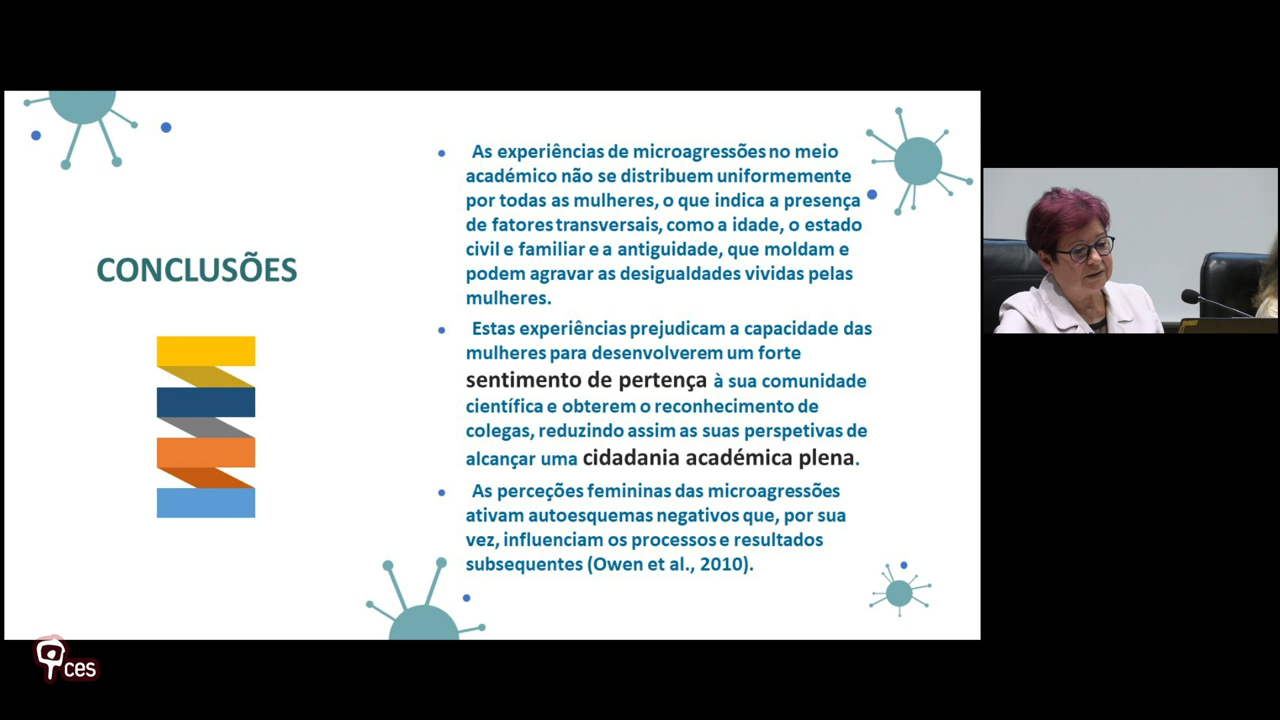 CONCLUSÕES
As experiências de microagressões no meio
académico não se distribuem uniformemente
por todas as mulheres, o que indica a presença
de fatores transversais, como a idade, o estado
civil e familiar e a antiguidade, que moldam e
podem agravar as desigualdades vividas pelas
mulheres.
Estas experiências prejudicam a capacidade das
mulheres para desenvolverem um forte
sentimento de pertença à sua comunidade
científica e obterem o reconhecimento de
colegas, reduzindo assim as suas perspetivas de
alcançar uma cidadania académica plena.
As perceções femininas das microagressões
ativam autoesquemas negativos que, por sua
vez, influenciam os processos e resultados
subsequentes (Owen et al., 2010).
ces